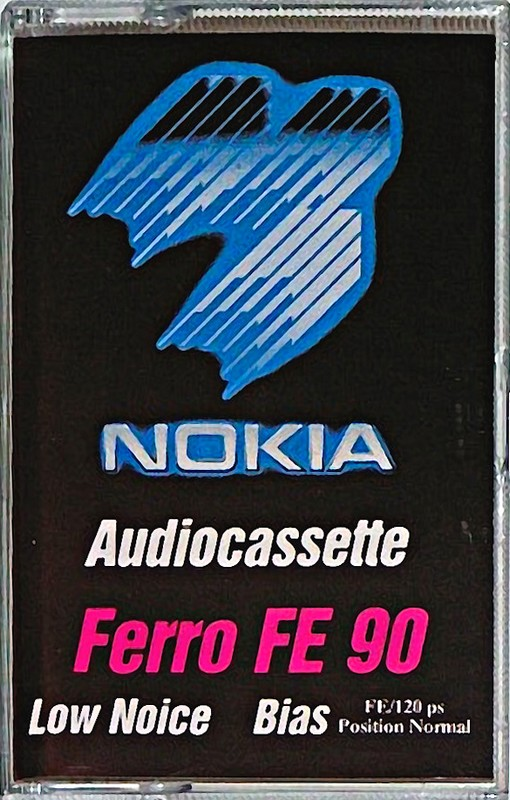 NOKIA
Audiocassette
Ferro FE 90
Low Noice Bias FE/120 ps
Position Normal